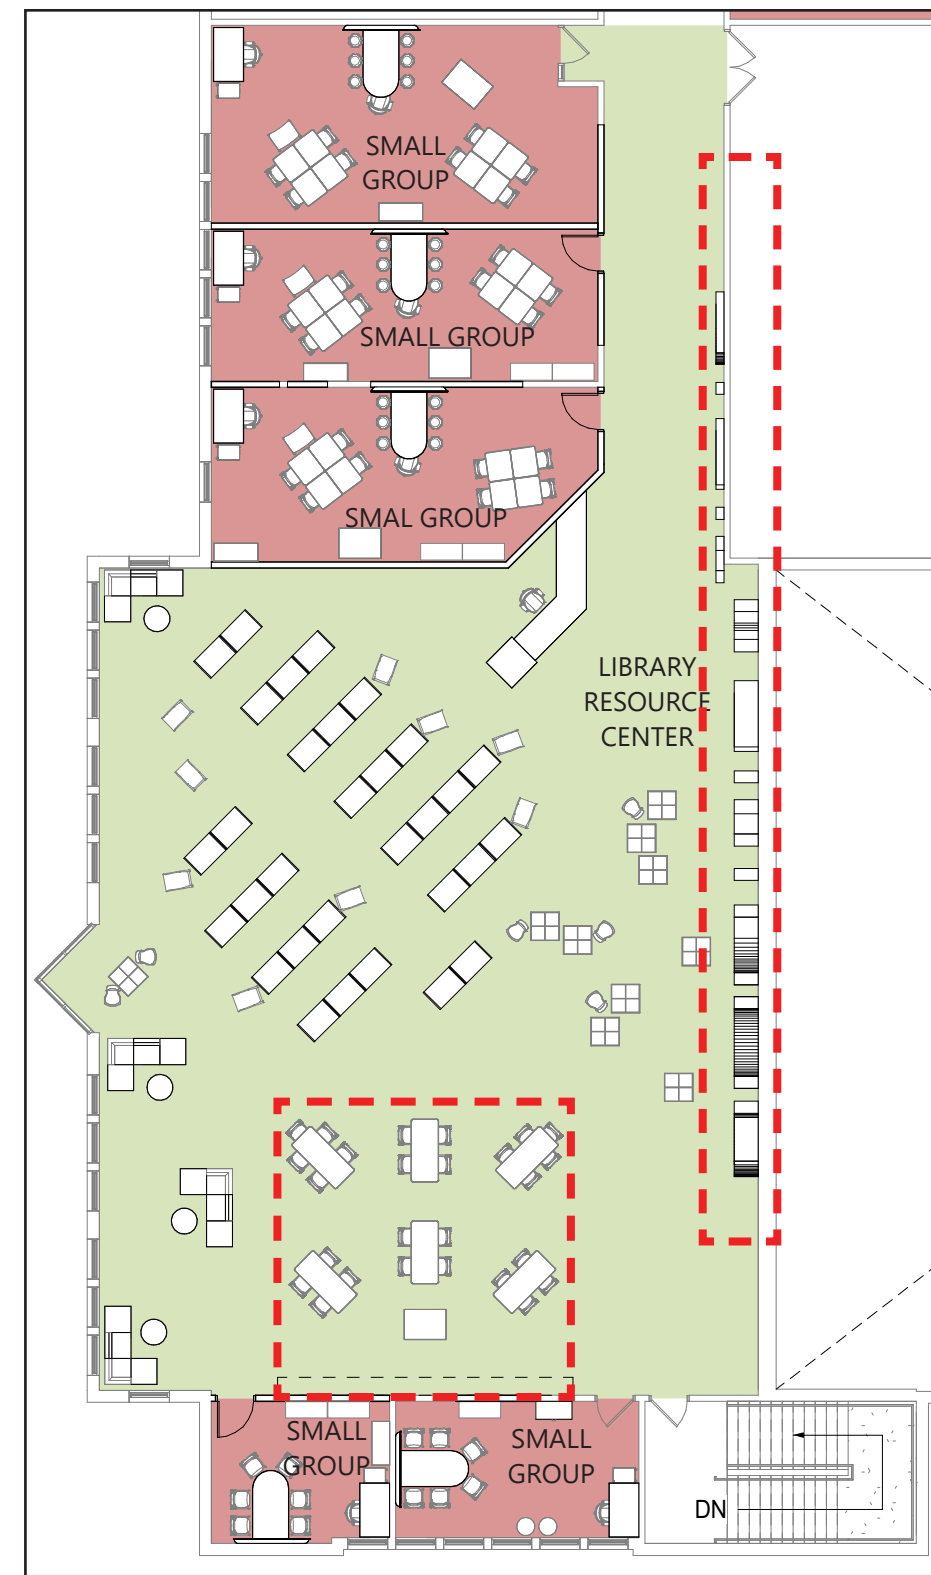 SMALL
GROUP
SMALL GROUP
SMAL GROUP
LIBRARY
RESOURCE
CENTER
SMALL
GROUP
SMALL
GROUP
DN